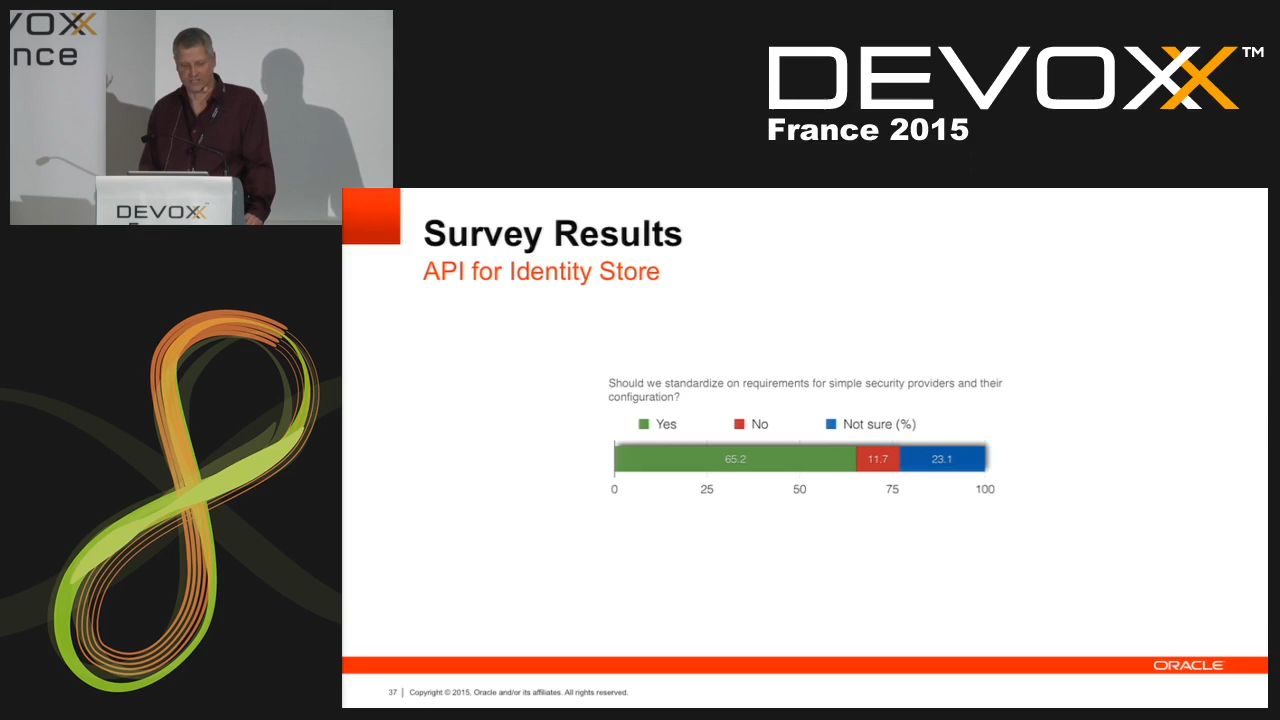 VOXX
nce
DEVOXX
DEVOXX™
France 2015
Survey Results
API for Identity Store
Should we standardize on requirements for simple security providers and their
configuration?
Yes No Not sure (%)
65.2 11.7 23.1
0 25 50 75 100
ORACLE
37 Copyright © 2015, Oracle and/or its affiliates. All rights reserved.